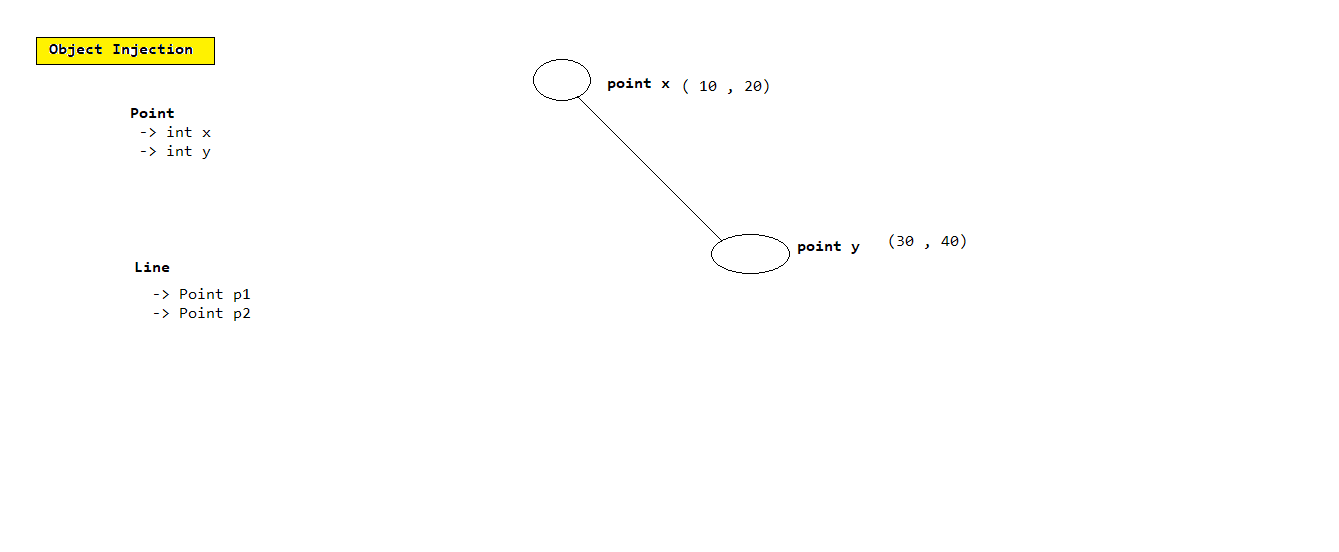 Object Injection
Point
-> int x
-> int y
Line
-> Point p1
-> Point p2
point x ( 10 , 20)
point y (30 , 40)